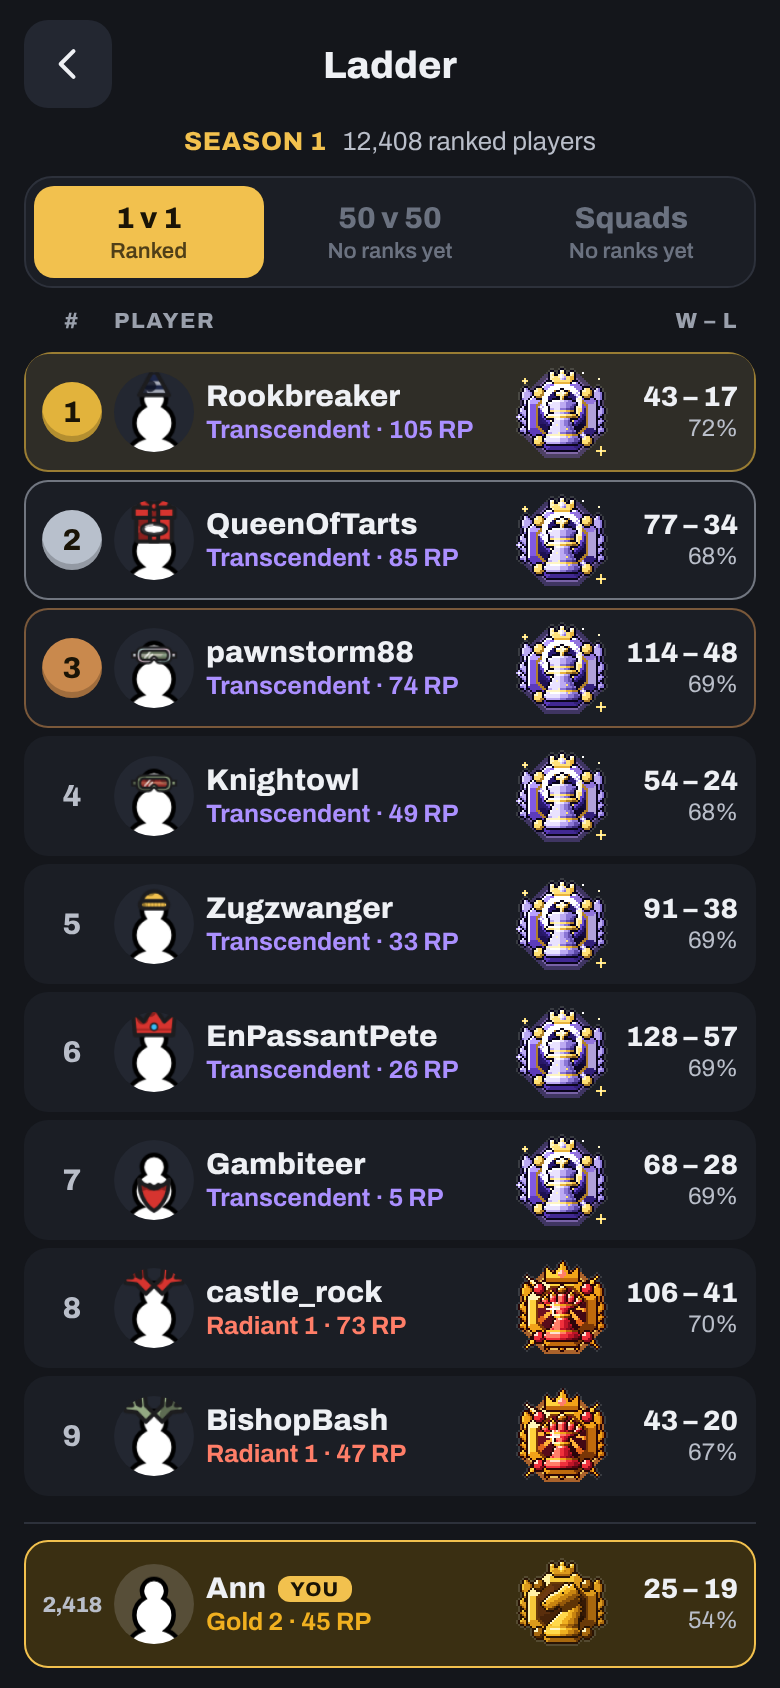 Ladder
SEASON 1 12,408 ranked players
1 v 1 50 v 50 Squads
Ranked No ranks yet No ranks yet
# PLAYER W – L
1 Rookbreaker 43 – 17
Transcendent · 105 RP 72%
2 QueenOfTarts 77 – 34
Transcendent · 85 RP 68%
3 pawnstorm88 114 – 48
Transcendent · 74 RP 69%
4 Knightowl 54 – 24
Transcendent · 49 RP 68%
5 Zugzwanger 91 – 38
Transcendent · 33 RP 69%
6 EnPassantPete 128 – 57
Transcendent · 26 RP 69%
7 Gambiteer 68 – 28
Transcendent · 5 RP 69%
8 castle_rock 106 – 41
Radiant 1 · 73 RP 70%
9 BishopBash 43 – 20
Radiant 1 · 47 RP 67%
2,418 Ann YOU 25 – 19
Gold 2 · 45 RP 54%